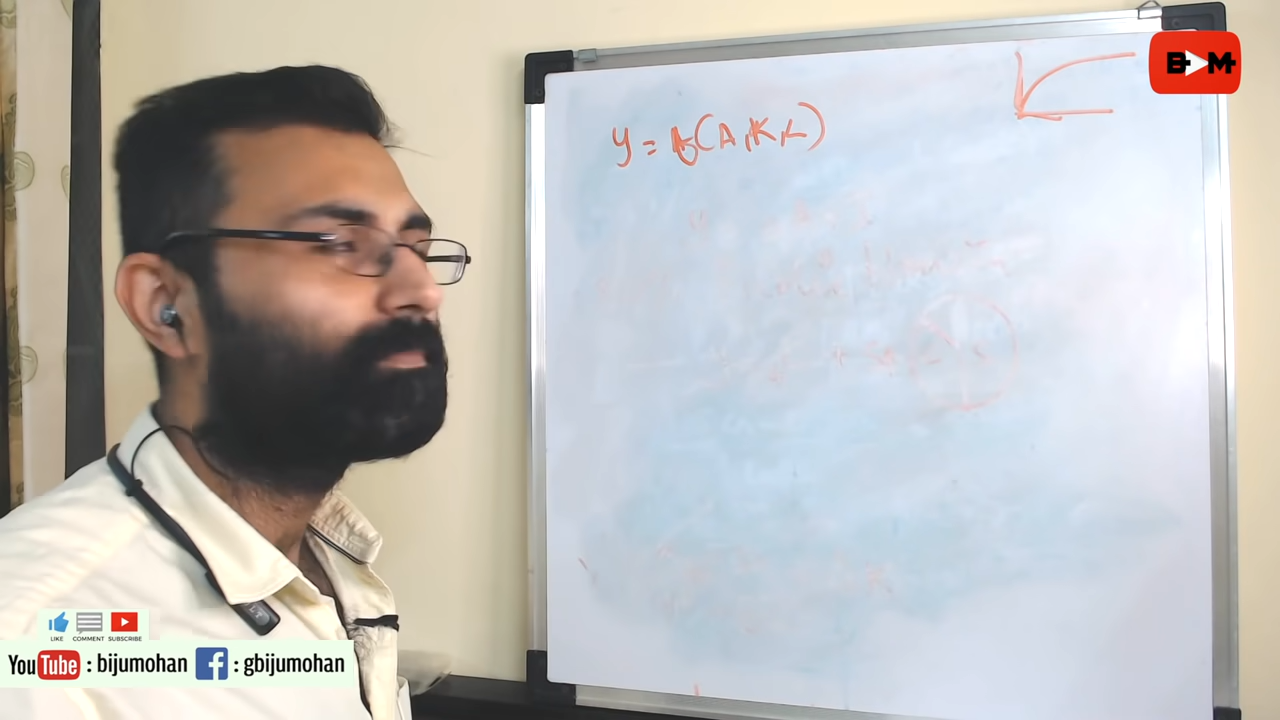 y = f(A, K, L)
B M
LIKE COMMENT SUBSCRIBE
YouTube : bijumohan f : gbijumohan